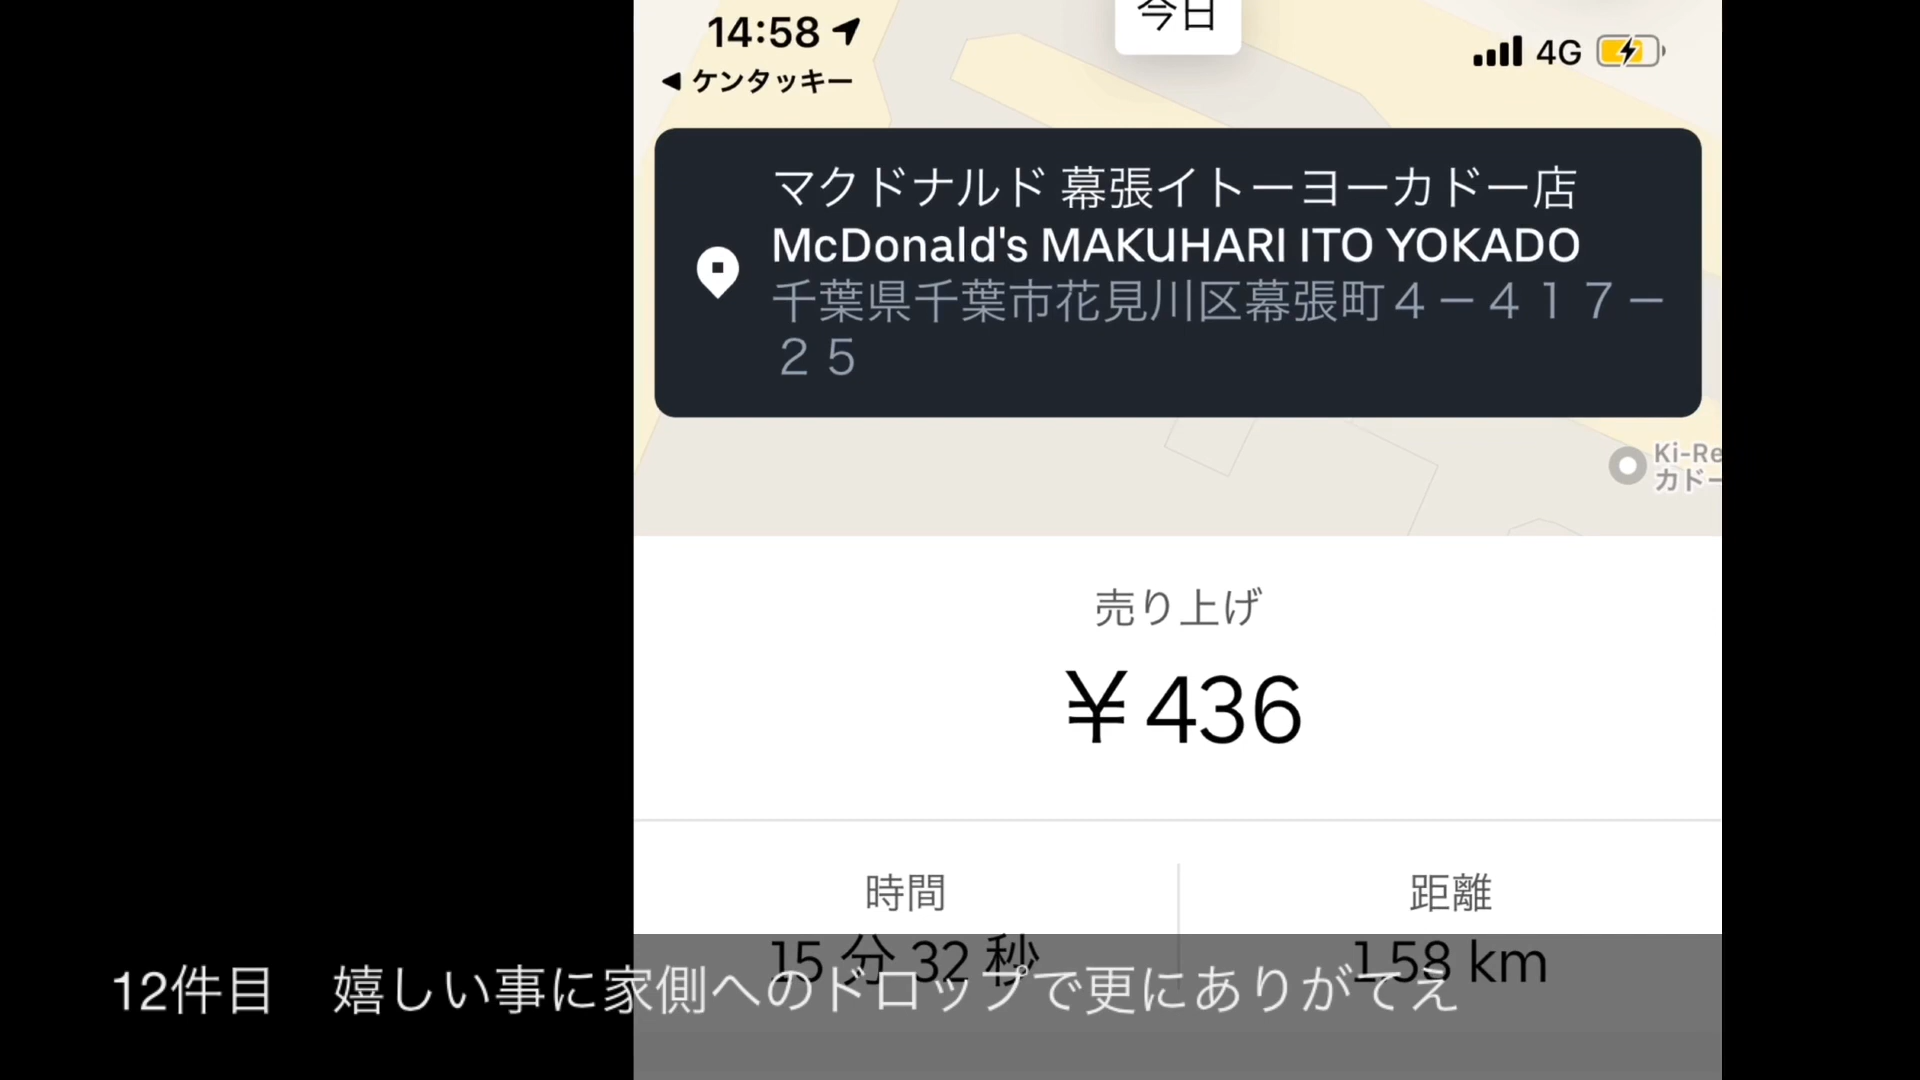 今日
14:58
4G
◀ ケンタッキー
マクドナルド 幕張イトーヨーカドー店
McDonald's MAKUHARI ITO YOKADO
千葉県千葉市花見川区幕張町４－４１７－
２５
Ki-Re
カドー
売り上げ
￥436
時間
距離
15 分 32 秒
1.58 km
12件目　嬉しい事に家側へのドロップで更にありがてえ